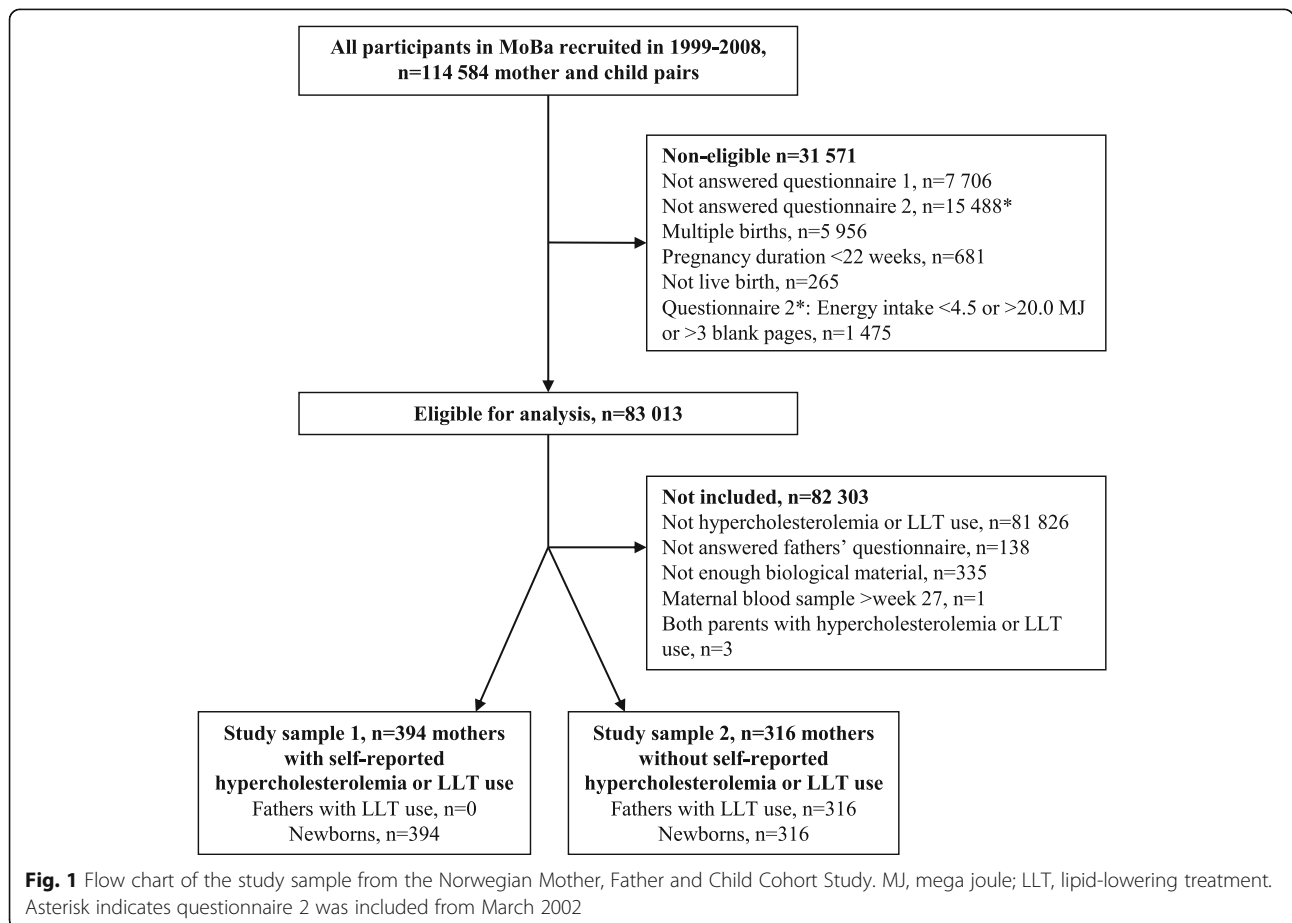 All participants in MoBa recruited in 1999-2008,
n=114 584 mother and child pairs
Non-eligible n=31 571
Not answered questionnaire 1, n=7 706
Not answered questionnaire 2, n=15 488*
Multiple births, n=5 956
Pregnancy duration <22 weeks, n=681
Not live birth, n=265
Questionnaire 2*: Energy intake <4.5 or >20.0 MJ
or >3 blank pages, n=1 475
Eligible for analysis, n=83 013
Not included, n=82 303
Not hypercholesterolemia or LLT use, n=81 826
Not answered fathers' questionnaire, n=138
Not enough biological material, n=335
Maternal blood sample >week 27, n=1
Both parents with hypercholesterolemia or LLT
use, n=3
Study sample 1, n=394 mothers
with self-reported
hypercholesterolemia or LLT use
Fathers with LLT use, n=0
Newborns, n=394
Study sample 2, n=316 mothers
without self-reported
hypercholesterolemia or LLT use
Fathers with LLT use, n=316
Newborns, n=316
Fig. 1 Flow chart of the study sample from the Norwegian Mother, Father and Child Cohort Study. MJ, mega joule; LLT, lipid-lowering treatment.
Asterisk indicates questionnaire 2 was included from March 2002